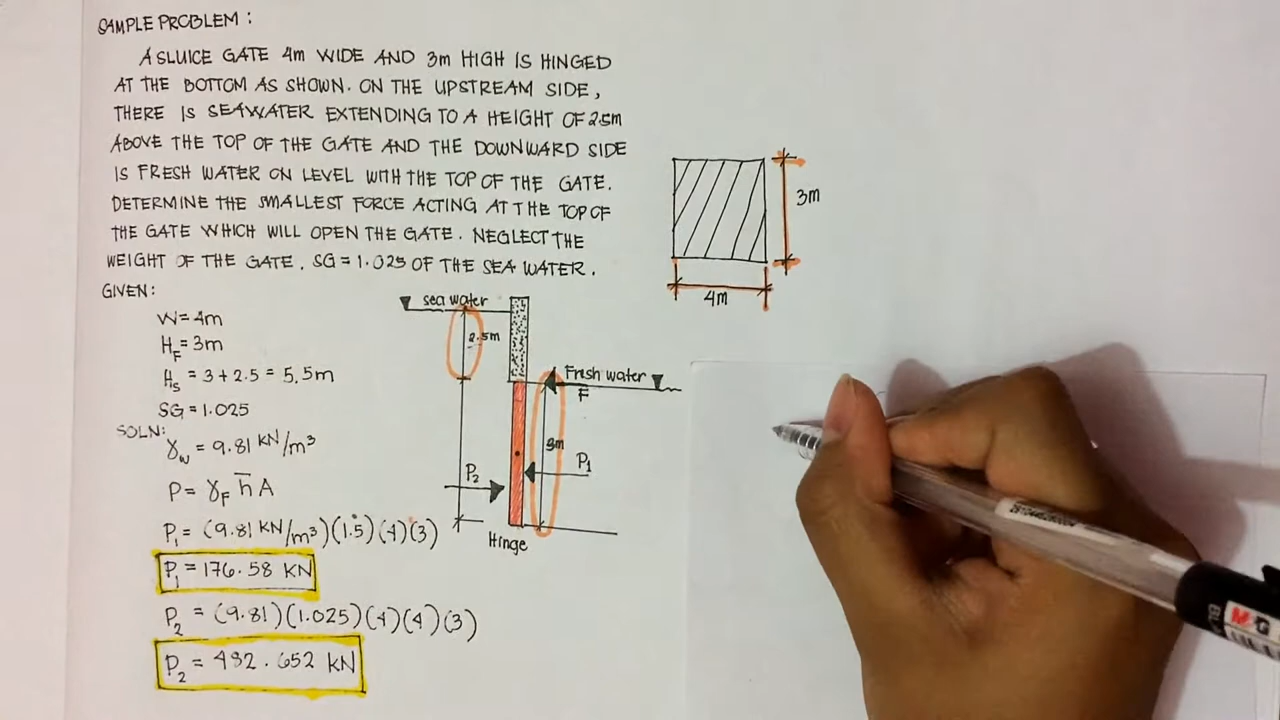 SAMPLE PROBLEM :
A SLUICE GATE 4m WIDE AND 3m HIGH IS HINGED
AT THE BOTTOM AS SHOWN. ON THE UPSTREAM SIDE,
THERE IS SEAWATER EXTENDING TO A HEIGHT OF 2.5m
ABOVE THE TOP OF THE GATE AND THE DOWNWARD SIDE
IS FRESH WATER ON LEVEL WITH THE TOP OF THE GATE.
DETERMINE THE SMALLEST FORCE ACTING AT THE TOP OF
THE GATE WHICH WILL OPEN THE GATE. NEGLECT THE
WEIGHT OF THE GATE. SG = 1.025 OF THE SEA WATER.
GIVEN:
W = 4m
H_F = 3m
H_s = 3 + 2.5 = 5.5m
SG = 1.025
SOLN:
γ_w = 9.81 KN/m³
P = γ_F h̄ A
P₁ = (9.81 KN/m³)(1.5)(4)(3)
P₁ = 176.58 KN
P₂ = (9.81)(1.025)(4)(4)(3)
P₂ = 482.652 KN
sea water
2.5m
Fresh water
F
3m
P₁
P₂
Hinge
3m
4m
M&G